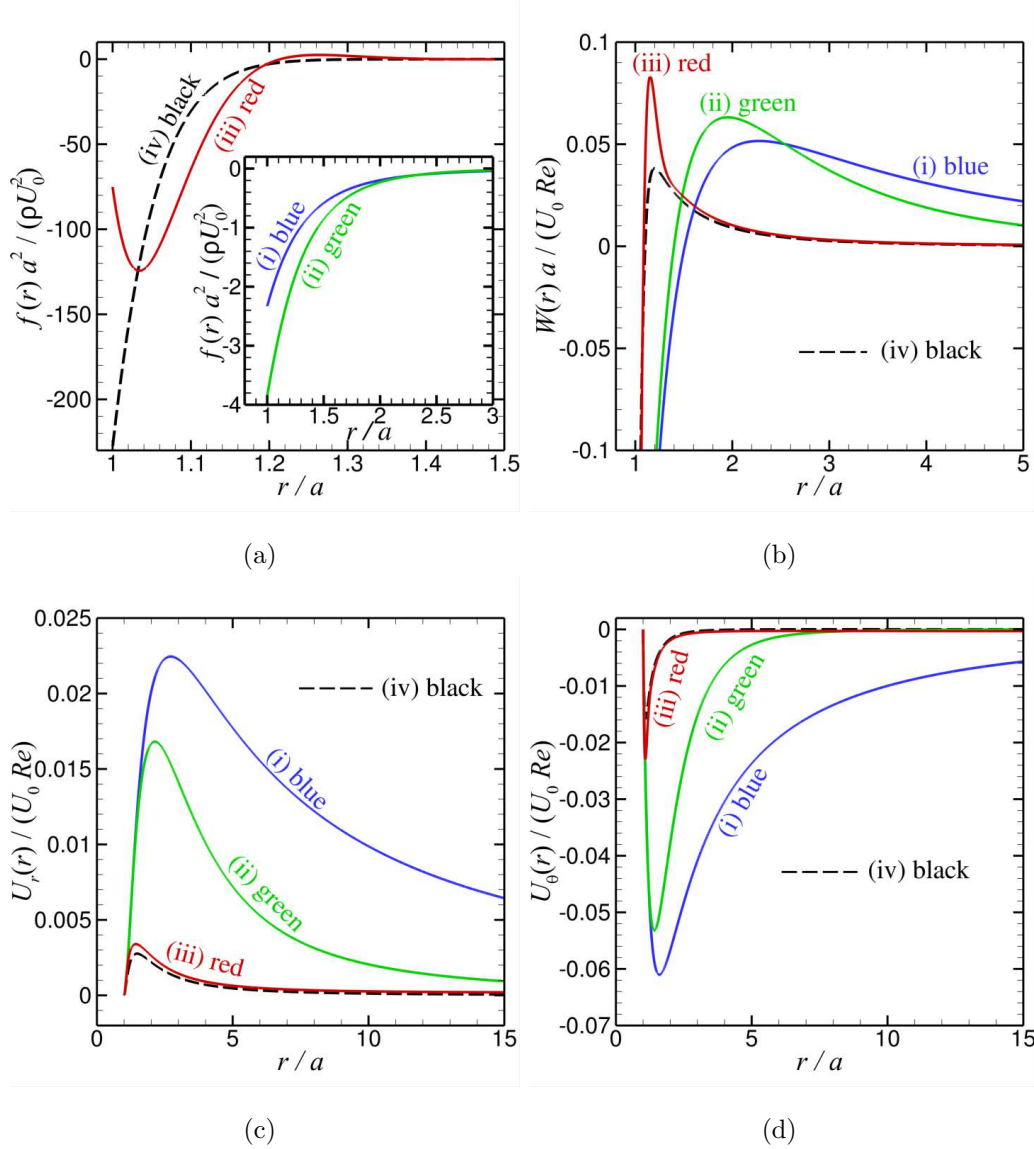 0
-50
-100
-150
-200
f (r) a² / (ρU₀²)
(iv) black
(iii) red
1
1.1
1.2
1.3
1.4
1.5
r / a
0
-1
-2
-3
-4
f (r) a² / (ρU₀²)
(i) blue
(ii) green
1
1.5
2
2.5
3
r / a
(a)
0.1
0.05
0
-0.05
-0.1
W(r) a / (U₀ Re)
(iii) red
(ii) green
(i) blue
(iv) black
1
2
3
4
5
r / a
(b)
0.025
0.02
0.015
0.01
0.005
0
Uᵣ(r) / (U₀ Re)
(iv) black
(i) blue
(ii) green
(iii) red
0
5
10
15
r / a
(c)
0
-0.01
-0.02
-0.03
-0.04
-0.05
-0.06
-0.07
U_θ(r) / (U₀ Re)
(iii) red
(ii) green
(i) blue
(iv) black
0
5
10
15
r / a
(d)